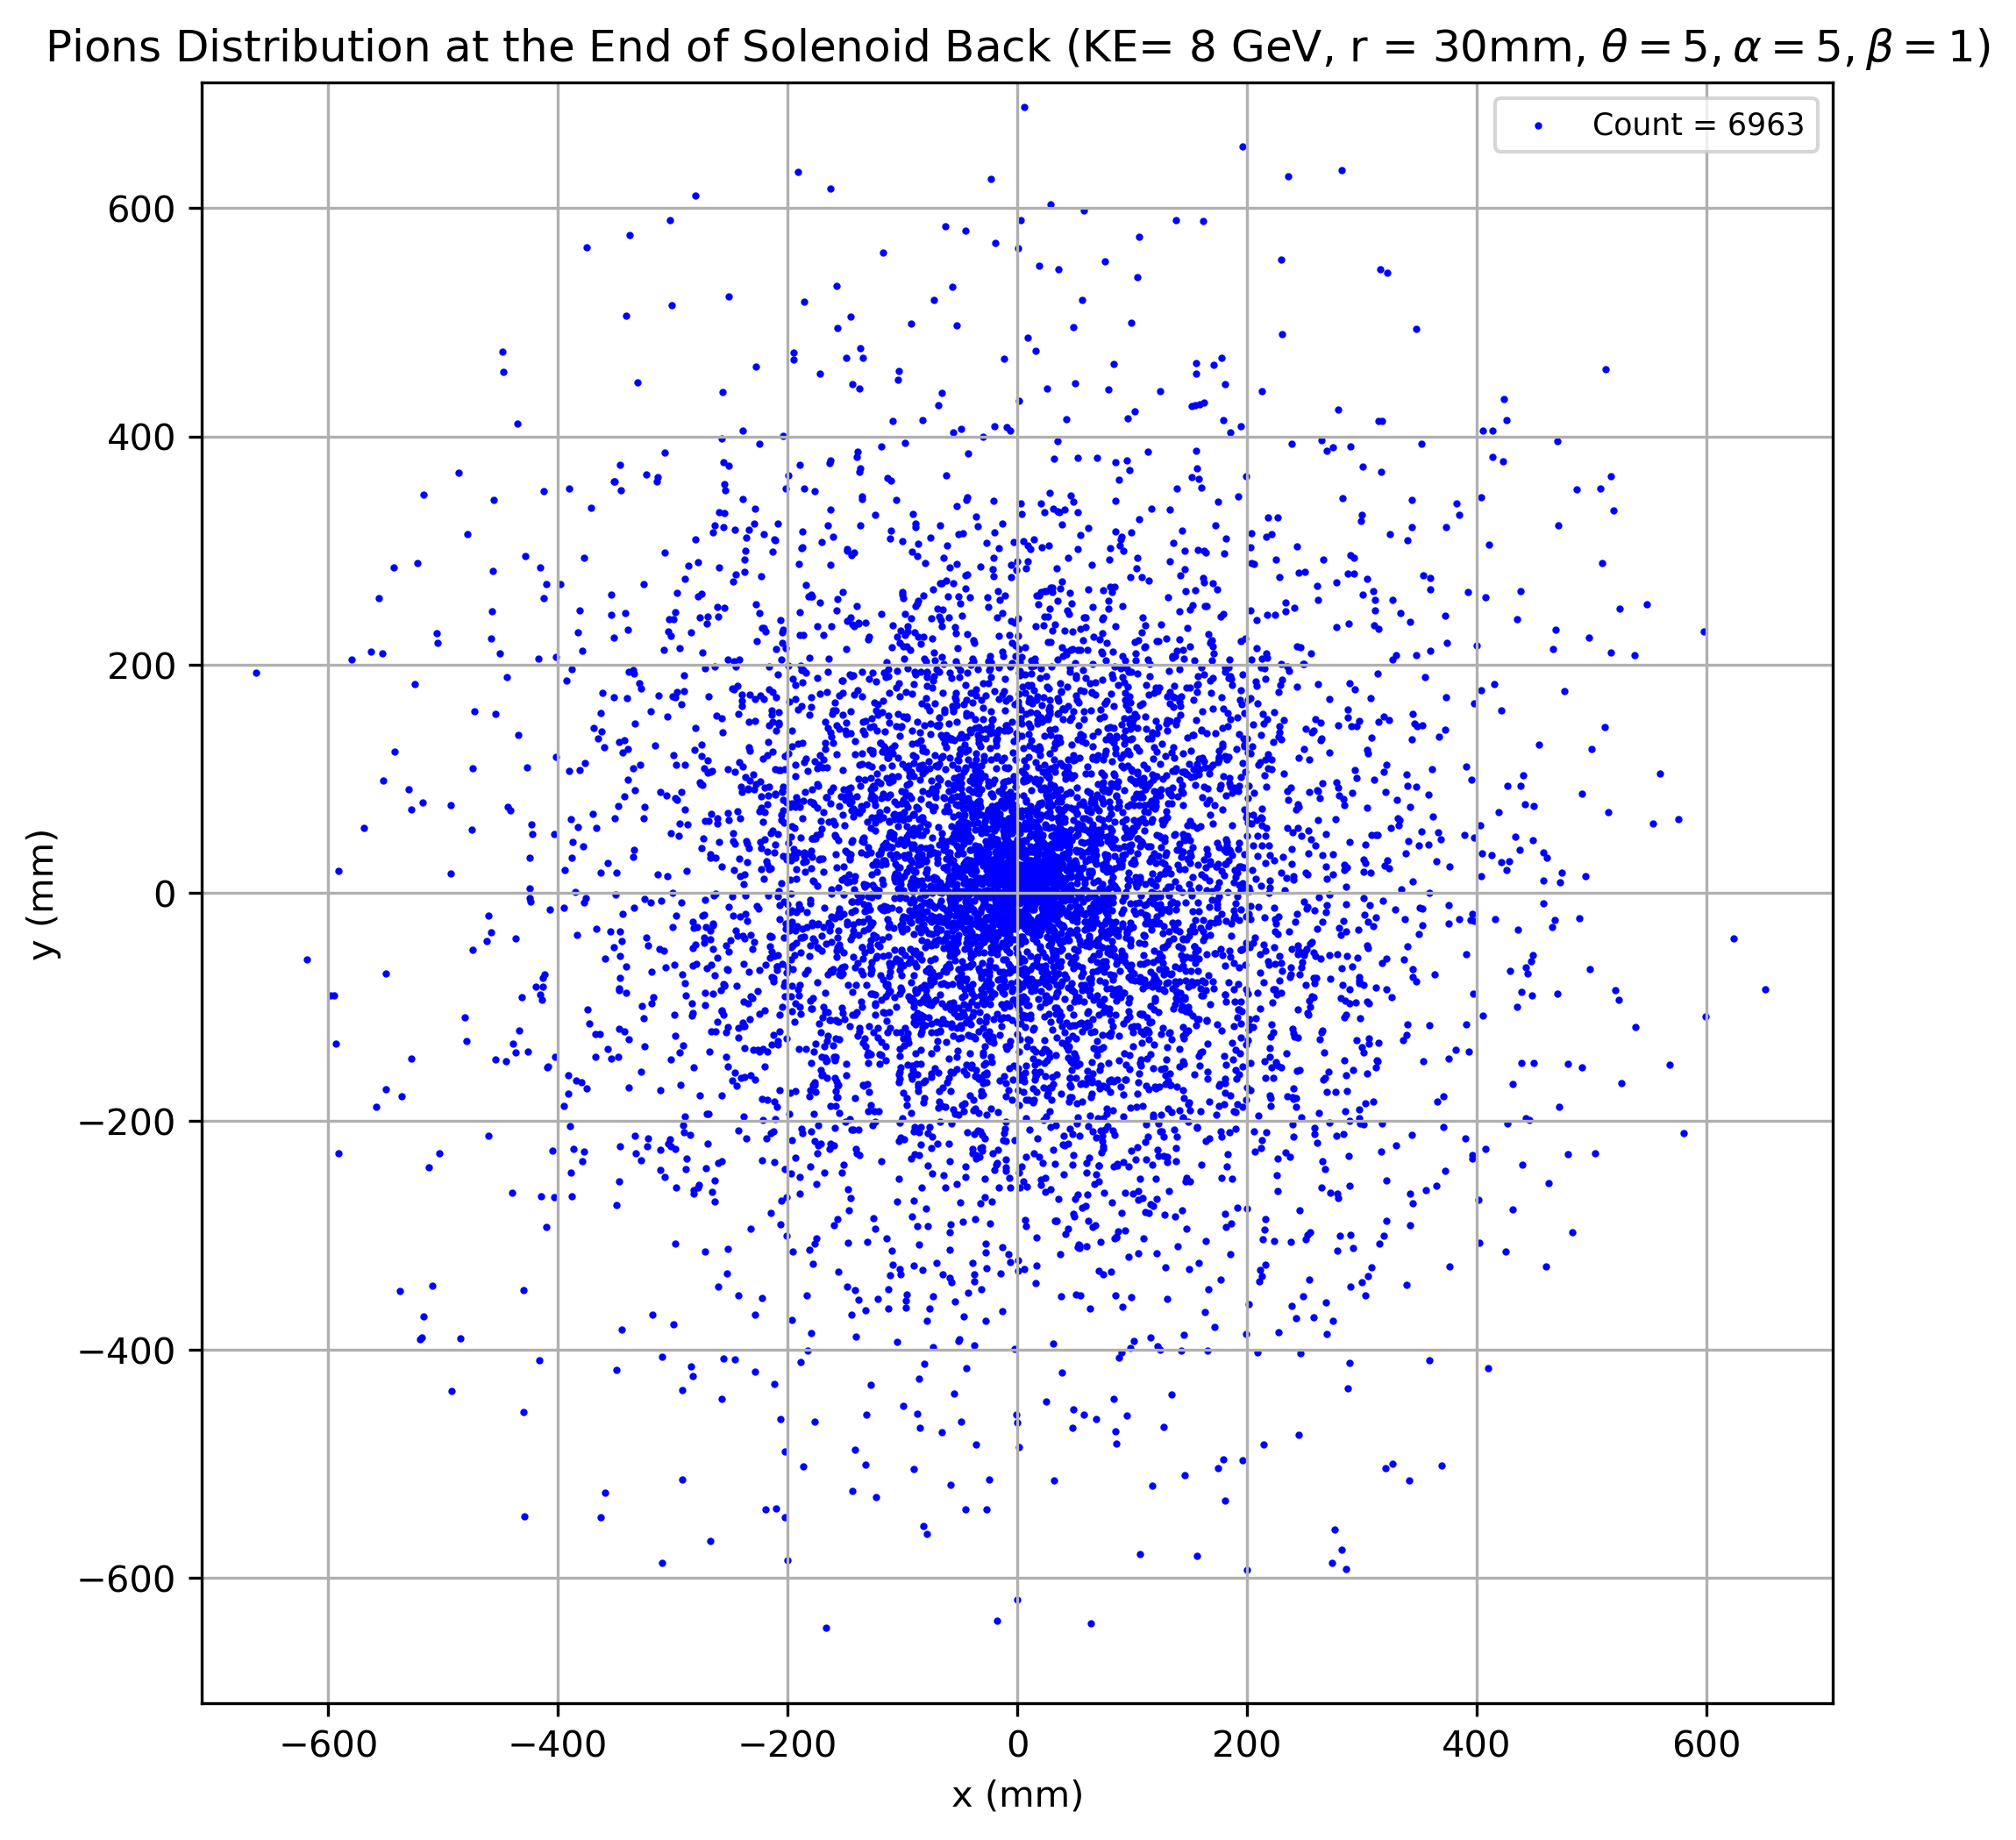 Pions Distribution at the End of Solenoid Back (KE= 8 GeV, r = 30mm, θ = 5, α = 5, β = 1)
Count = 6963
600
400
200
0
−200
−400
−600
y (mm)
−600 −400 −200 0 200 400 600
x (mm)